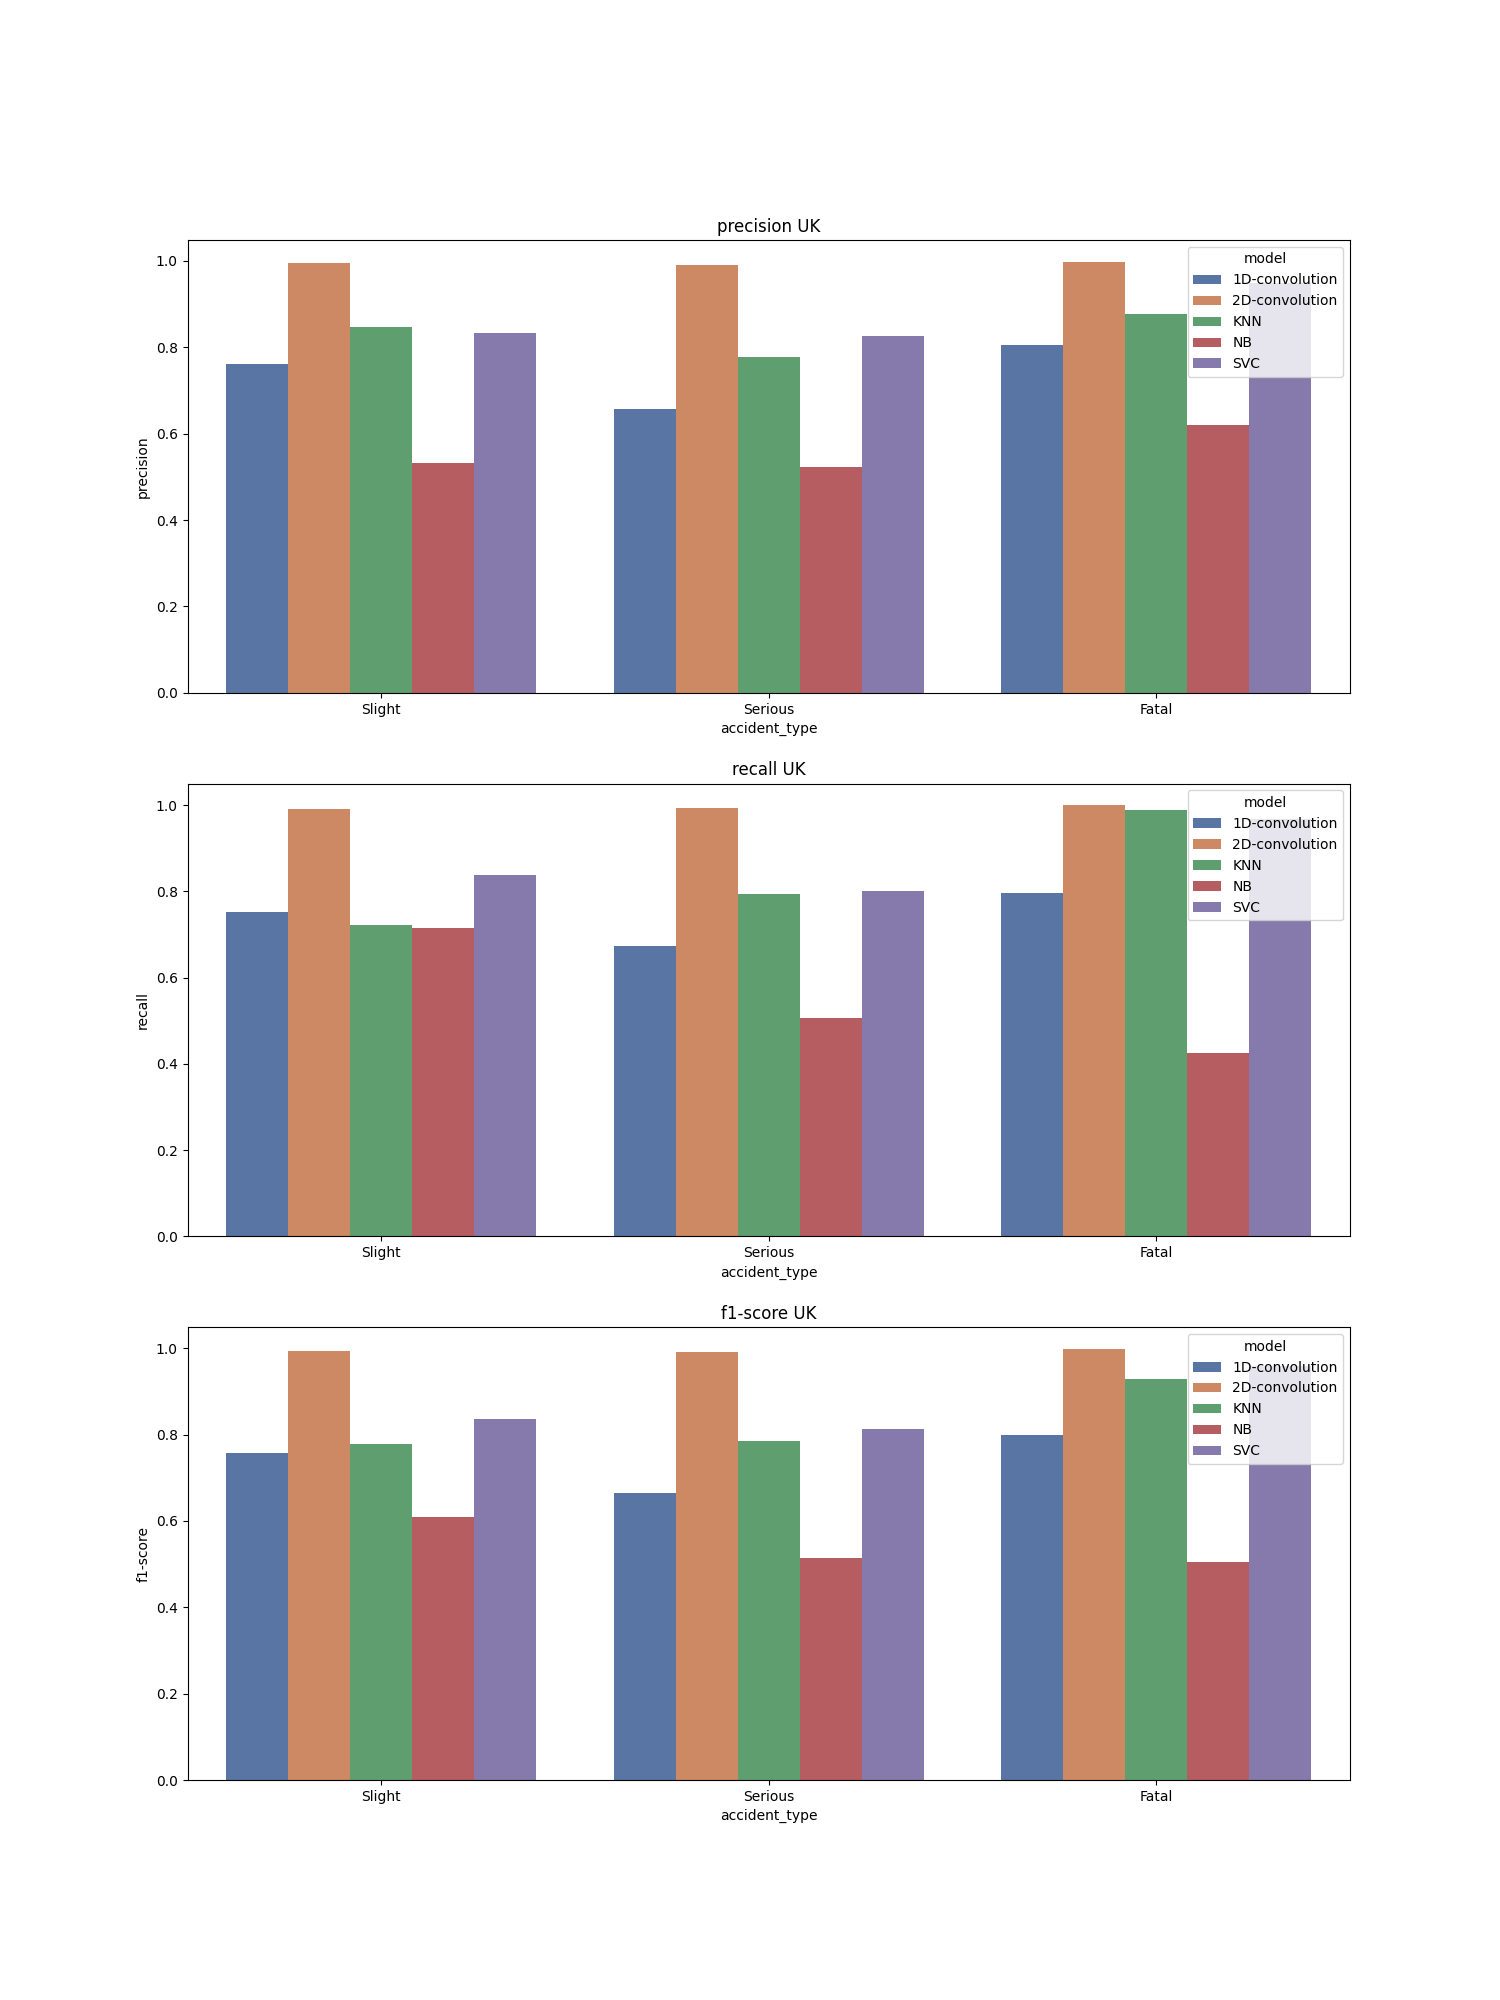 precision UK
model
1D-convolution
2D-convolution
KNN
NB
SVC
1.0
0.8
0.6
0.4
0.2
0.0
precision
Slight
Serious
Fatal
accident_type
recall UK
model
1D-convolution
2D-convolution
KNN
NB
SVC
1.0
0.8
0.6
0.4
0.2
0.0
recall
Slight
Serious
Fatal
accident_type
f1-score UK
model
1D-convolution
2D-convolution
KNN
NB
SVC
1.0
0.8
0.6
0.4
0.2
0.0
f1-score
Slight
Serious
Fatal
accident_type